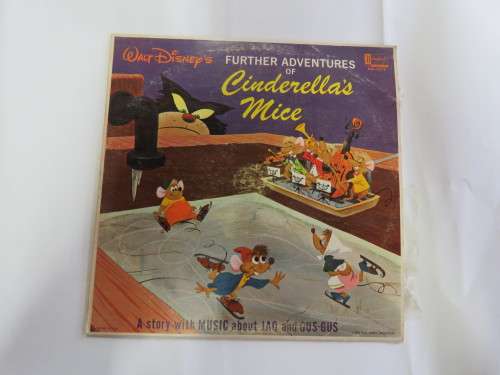 Walt Disney's
FURTHER ADVENTURES
OF
Cinderella's
Mice
A story with MUSIC about JAQ and GUS-GUS